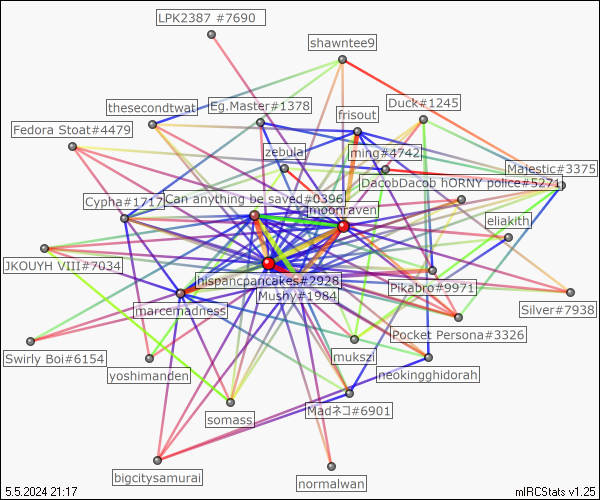 LPK2387 #7690
shawntee9
Duck#1245
Eg.Master#1378
thesecondtwat
frisout
Fedora Stoat#4479
zebula
ming#4742
Majestic#3375
DacobDacob hORNY police#5271
Can anything be saved#0396
Cypha#1717
moonraven
eliakith
JKOUYH VIII#7034
hispancpancakes#2928
Pikabro#9971
Mushy#1984
marcemadness
Silver#7938
Pocket Persona#3326
Swirly Boi#6154
mukszi
yoshimanden
neokingghidorah
somass
Madネコ#6901
bigcitysamurai
normalwan
5.5.2024 21:17
mIRCStats v1.25